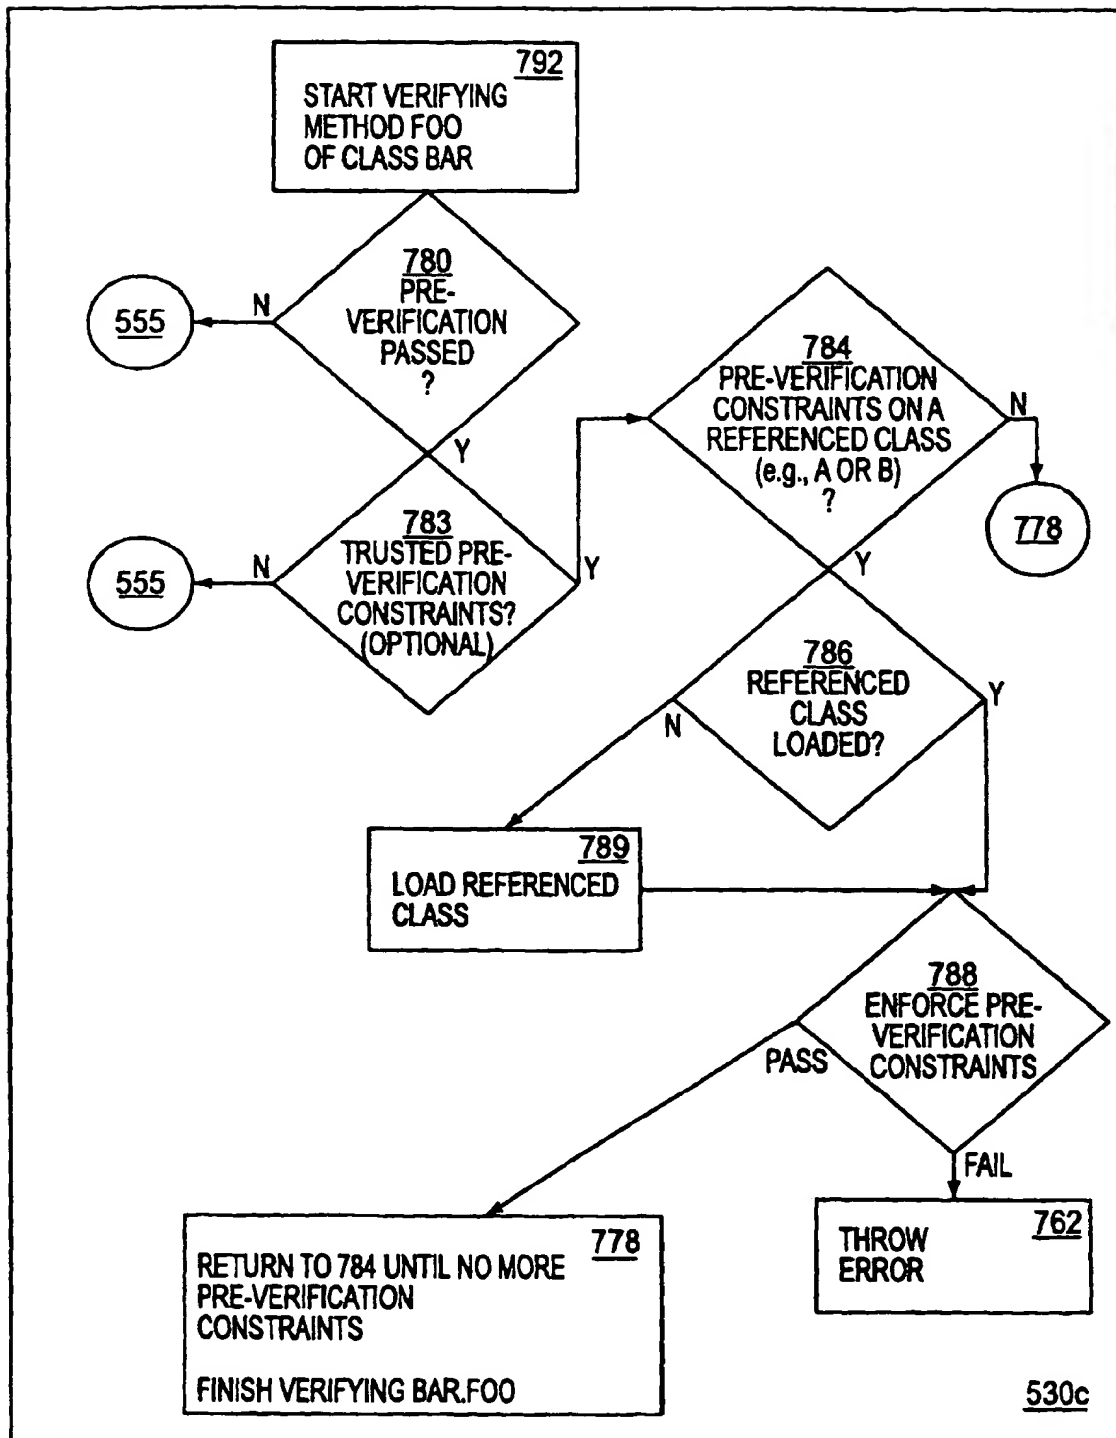 792
START VERIFYING
METHOD FOO
OF CLASS BAR
780
PRE-
VERIFICATION
PASSED
?
N
555
Y
783
TRUSTED PRE-
VERIFICATION
CONSTRAINTS?
(OPTIONAL)
N
555
Y
784
PRE-VERIFICATION
CONSTRAINTS ON A
REFERENCED CLASS
(e.g., A OR B)
?
N
778
Y
786
REFERENCED
CLASS
LOADED?
N
Y
789
LOAD REFERENCED
CLASS
788
ENFORCE PRE-
VERIFICATION
CONSTRAINTS
PASS
FAIL
778
RETURN TO 784 UNTIL NO MORE
PRE-VERIFICATION
CONSTRAINTS
FINISH VERIFYING BAR.FOO
762
THROW
ERROR
530c